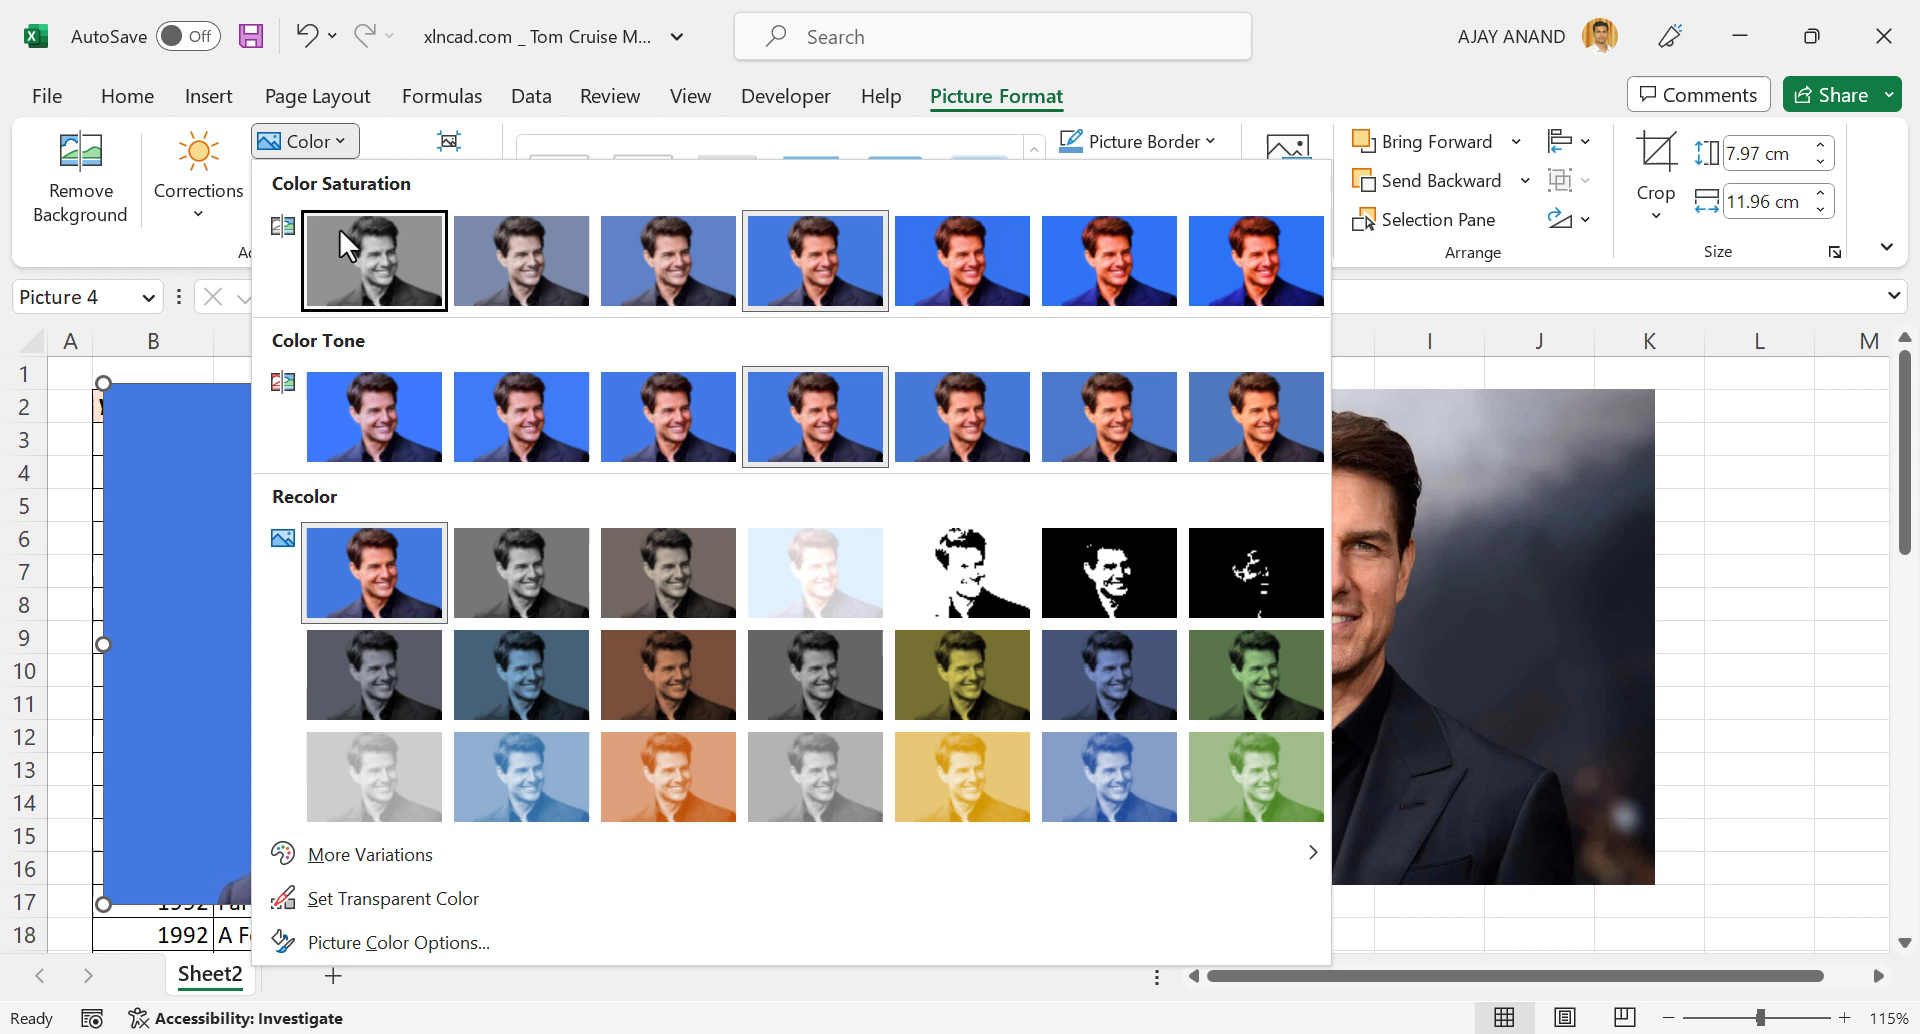 AutoSave Off xlncad.com _ Tom Cruise M... Search AJAY ANAND
File Home Insert Page Layout Formulas Data Review View Developer Help Picture Format Comments Share
Remove Background
Corrections
Color
Picture Border
Bring Forward
Send Backward
Selection Pane
Arrange
Crop
7.97 cm
11.96 cm
Size
Picture 4
Color Saturation
Color Tone
Recolor
More Variations
Set Transparent Color
Picture Color Options...
A B I J K L M
1
2
3
4
5
6
7
8
9
10
11
12
13
14
15
16
17
18 1992
Sheet2
Ready Accessibility: Investigate 115%